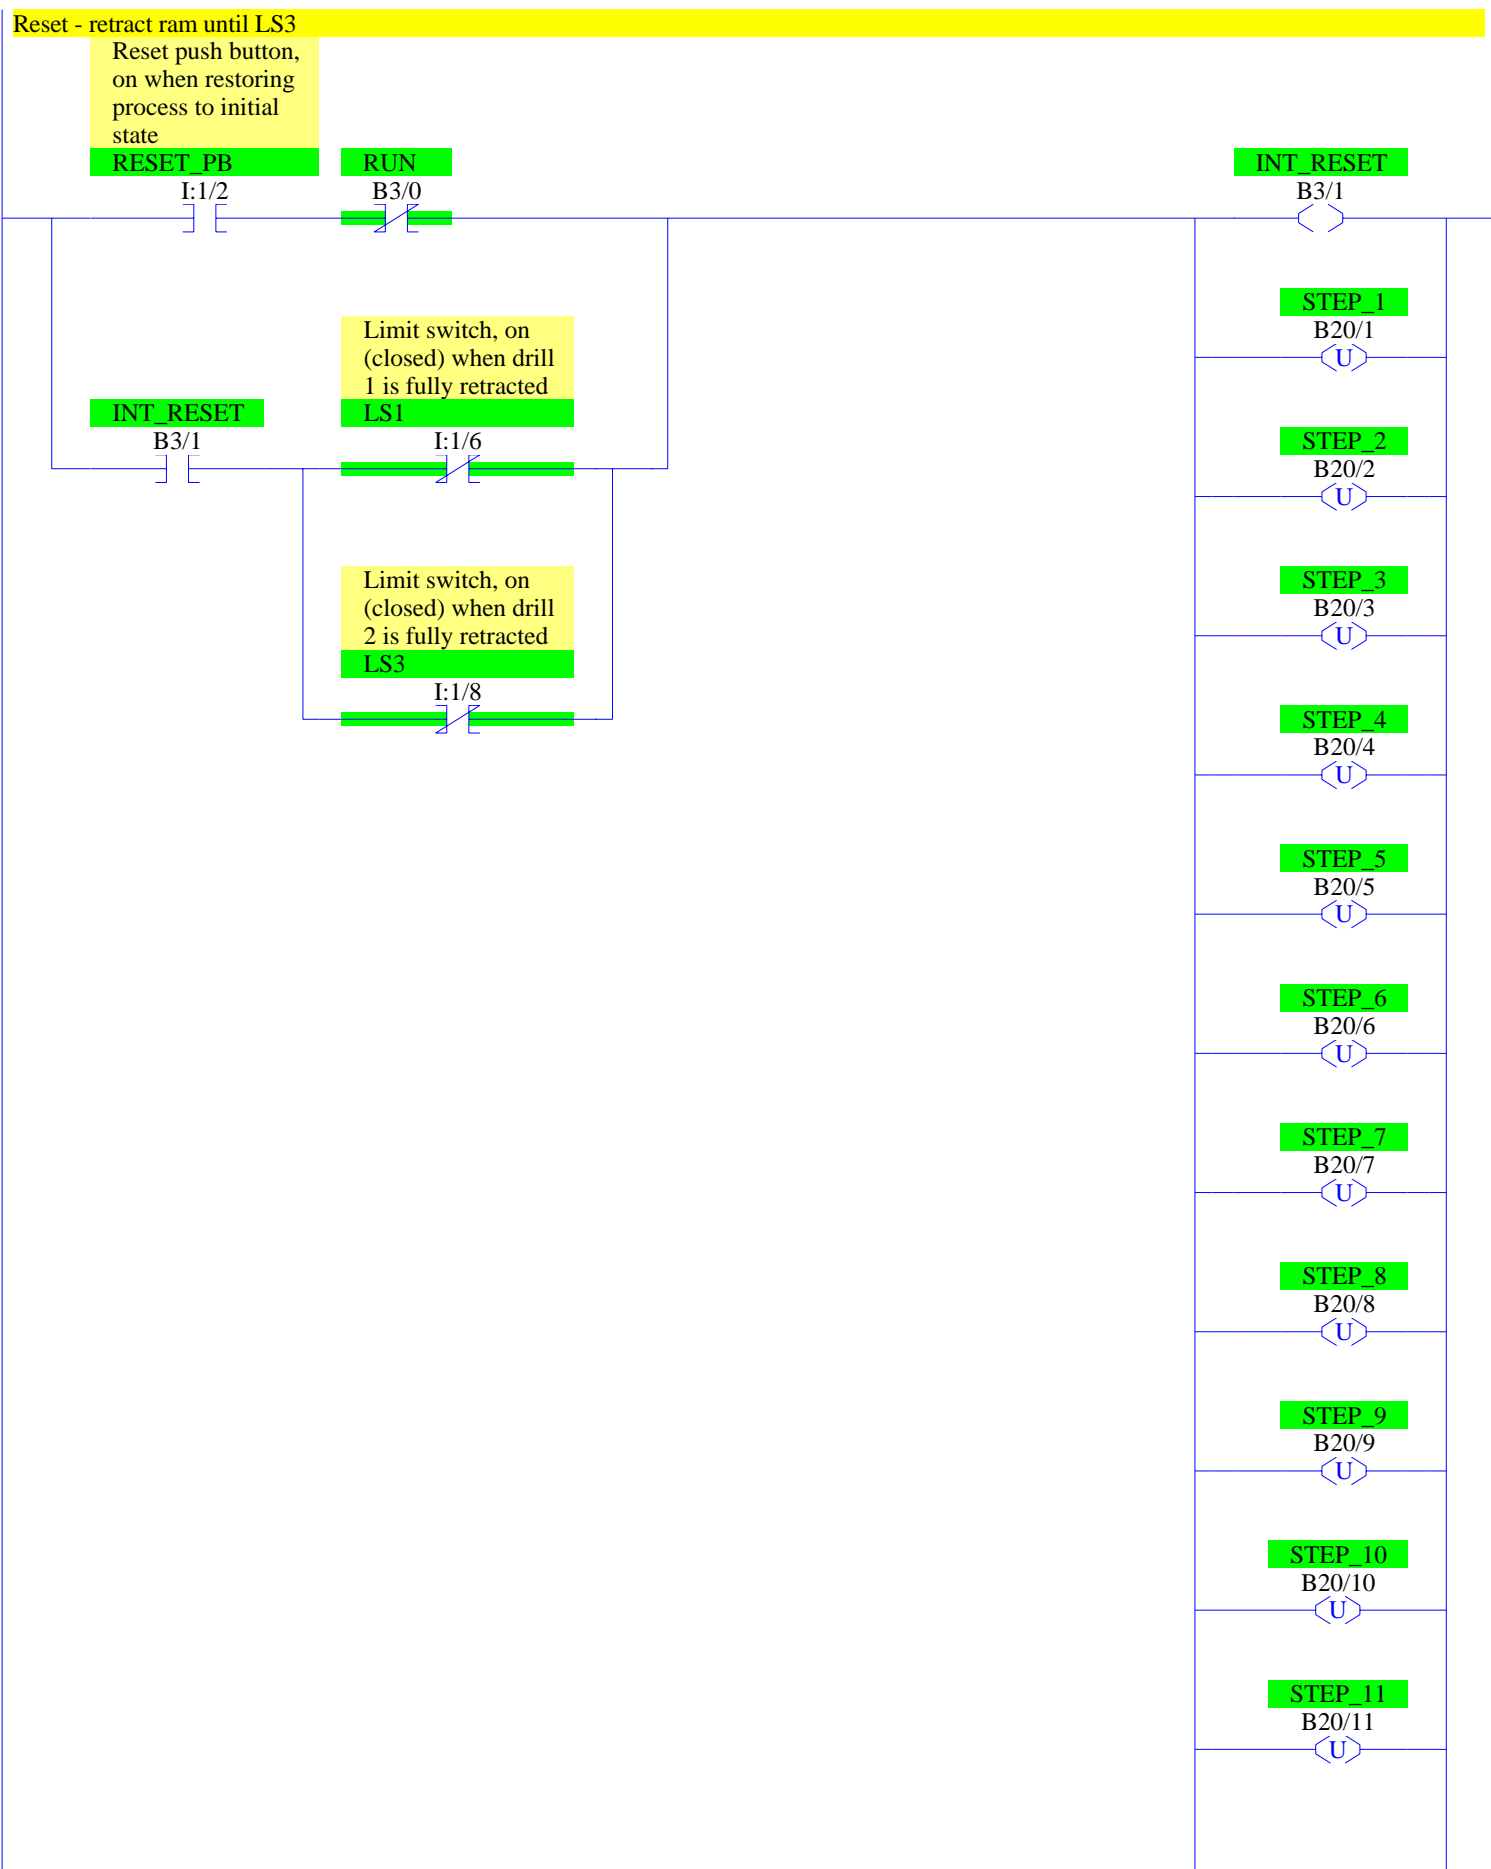 Reset - retract ram until LS3
Reset push button,
on when restoring
process to initial
state
RESET_PB
I:1/2
RUN
B3/0
INT_RESET
B3/1
STEP_1
B20/1
U
Limit switch, on
(closed) when drill
1 is fully retracted
INT_RESET
B3/1
LS1
I:1/6
STEP_2
B20/2
U
Limit switch, on
(closed) when drill
2 is fully retracted
LS3
I:1/8
STEP_3
B20/3
U
STEP_4
B20/4
U
STEP_5
B20/5
U
STEP_6
B20/6
U
STEP_7
B20/7
U
STEP_8
B20/8
U
STEP_9
B20/9
U
STEP_10
B20/10
U
STEP_11
B20/11
U